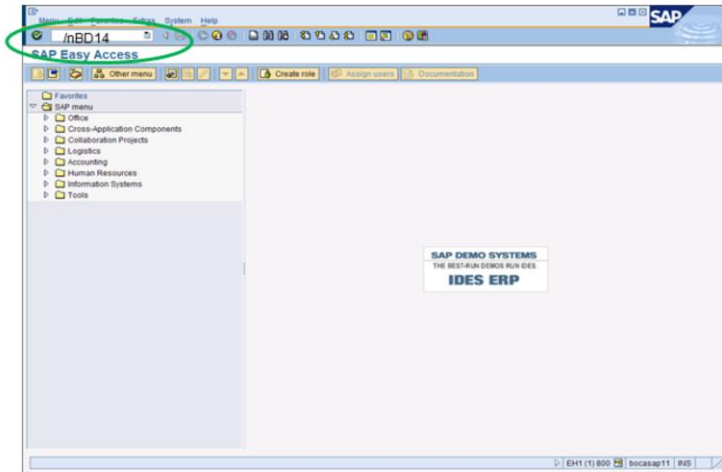 Menu Edit Favorites Extras System Help
SAP
/nBD14
SAP Easy Access
Other menu Create role Assign users Documentation
Favorites
SAP menu
Office
Cross-Application Components
Collaboration Projects
Logistics
Accounting
Human Resources
Information Systems
Tools
SAP DEMO SYSTEMS
THE BEST-RUN DEMOS RUN IDES
IDES ERP
EH1 (1) 800 bocasap11 INS